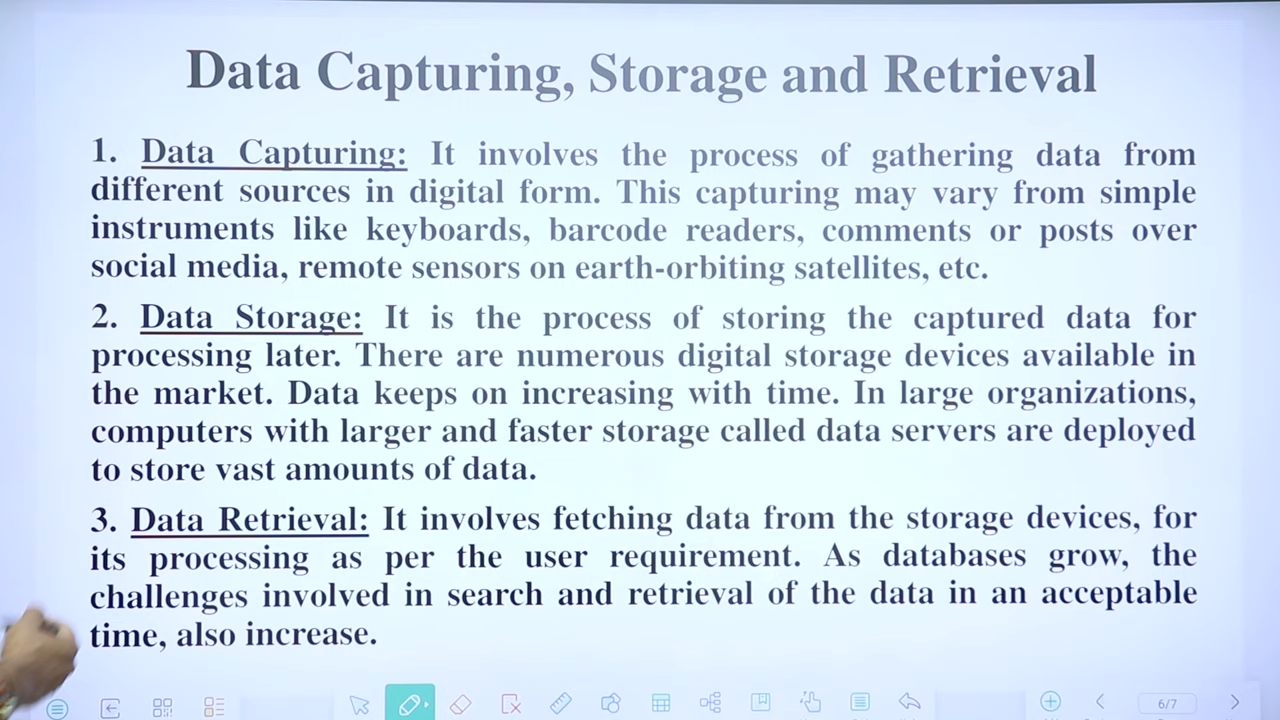 Data Capturing, Storage and Retrieval
1. Data Capturing: It involves the process of gathering data from
different sources in digital form. This capturing may vary from simple
instruments like keyboards, barcode readers, comments or posts over
social media, remote sensors on earth-orbiting satellites, etc.
2. Data Storage: It is the process of storing the captured data for
processing later. There are numerous digital storage devices available in
the market. Data keeps on increasing with time. In large organizations,
computers with larger and faster storage called data servers are deployed
to store vast amounts of data.
3. Data Retrieval: It involves fetching data from the storage devices, for
its processing as per the user requirement. As databases grow, the
challenges involved in search and retrieval of the data in an acceptable
time, also increase.
6/7